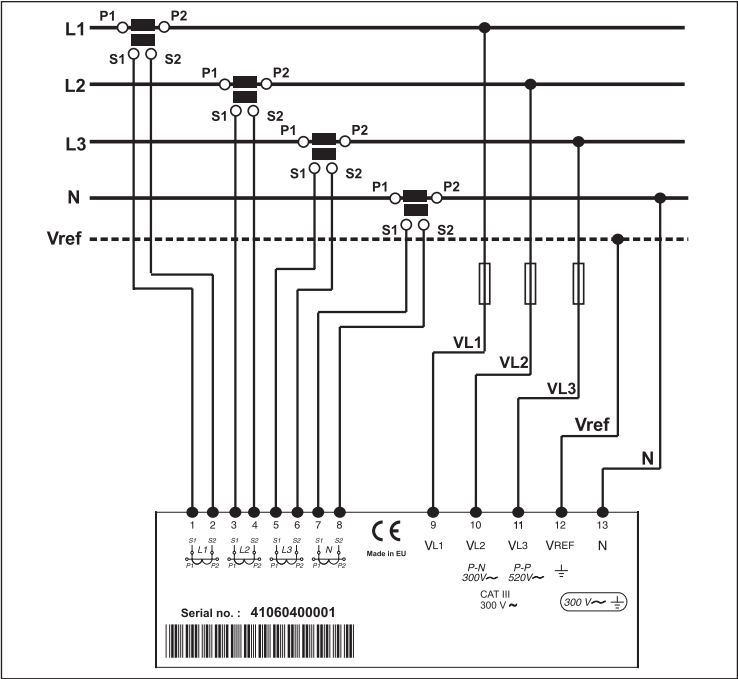 L1 P1 P2
S1 S2
L2 P1 P2
S1 S2
L3 P1 P2
S1 S2
N P1 P2
S1 S2
Vref
VL1
VL2
VL3
Vref
N
1 2 3 4 5 6 7 8 9 10 11 12 13
S1 S2 S1 S2 S1 S2 S1 S2
L1 L2 L3 N
P1 P2 P1 P2 P1 P2 P1 P2
CE
Made in EU
VL1 VL2 VL3 VREF N
P-N P-P
300V~ 520V~
CAT III
300 V ~
300 V~
Serial no. : 41060400001